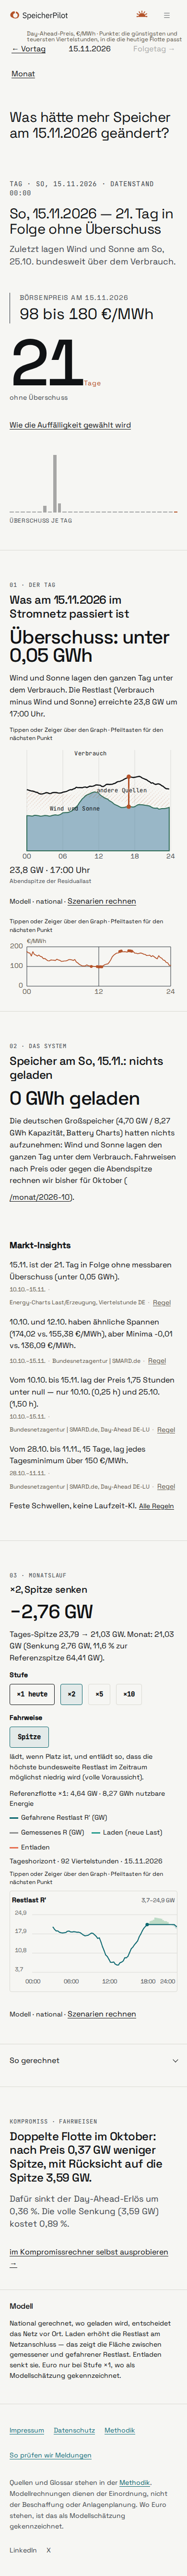 SpeicherPilot
Day-Ahead-Preis, €/MWh · Punkte: die günstigsten und
teuersten Viertelstunden, in die die heutige Flotte passt
← Vortag 15.11.2026 Folgetag →
Monat
Was hätte mehr Speicher
am 15.11.2026 geändert?
TAG · SO, 15.11.2026 · DATENSTAND
00:00
So, 15.11.2026 — 21. Tag in
Folge ohne Überschuss
Zuletzt lagen Wind und Sonne am So,
25.10. bundesweit über dem Verbrauch.
BÖRSENPREIS AM 15.11.2026
98 bis 180 €/MWh
21 Tage
ohne Überschuss
Wie die Auffälligkeit gewählt wird
ÜBERSCHUSS JE TAG
01 · DER TAG
Was am 15.11.2026 im
Stromnetz passiert ist
Überschuss: unter
0,05 GWh
Wind und Sonne lagen den ganzen Tag unter
dem Verbrauch. Die Restlast (Verbrauch
minus Wind und Sonne) erreichte 23,8 GW um
17:00 Uhr.
Tippen oder Zeiger über den Graph · Pfeiltasten für den
nächsten Punkt
Verbrauch
andere Quellen
Wind und Sonne
00 06 12 18 24
23,8 GW · 17:00 Uhr
Abendspitze der Residuallast
Modell · national · Szenarien rechnen
Tippen oder Zeiger über den Graph · Pfeiltasten für den
nächsten Punkt
€/MWh
200
100
0
00 12 24
02 · DAS SYSTEM
Speicher am So, 15.11.: nichts
geladen
0 GWh geladen
Die deutschen Großspeicher (4,70 GW / 8,27
GWh Kapazität, Battery Charts) hatten nichts
aufzunehmen: Wind und Sonne lagen den
ganzen Tag unter dem Verbrauch. Fahrweisen
nach Preis oder gegen die Abendspitze
rechnen wir bisher für Oktober (
/monat/2026-10).
Markt-Insights
15.11. ist der 21. Tag in Folge ohne messbaren
Überschuss (unter 0,05 GWh).
10.10.–15.11. ·
Energy-Charts Last/Erzeugung, Viertelstunde DE · Regel
10.10. und 12.10. haben ähnliche Spannen
(174,02 vs. 155,38 €/MWh), aber Minima -0,01
vs. 136,09 €/MWh.
10.10.–15.11. · Bundesnetzagentur | SMARD.de · Regel
Vom 10.10. bis 15.11. lag der Preis 1,75 Stunden
unter null — nur 10.10. (0,25 h) und 25.10.
(1,50 h).
10.10.–15.11. ·
Bundesnetzagentur | SMARD.de, Day-Ahead DE-LU · Regel
Vom 28.10. bis 11.11., 15 Tage, lag jedes
Tagesminimum über 150 €/MWh.
28.10.–11.11. ·
Bundesnetzagentur | SMARD.de, Day-Ahead DE-LU · Regel
Feste Schwellen, keine Laufzeit-KI. Alle Regeln
03 · MONATSLAUF
×2, Spitze senken
−2,76 GW
Tages-Spitze 23,79 → 21,03 GW. Monat: 21,03
GW (Senkung 2,76 GW, 11,6 % zur
Referenzspitze 64,41 GW).
Stufe
×1 heute ×2 ×5 ×10
Fahrweise
Spitze
lädt, wenn Platz ist, und entlädt so, dass die
höchste bundesweite Restlast im Zeitraum
möglichst niedrig wird (volle Voraussicht).
Referenzflotte ×1: 4,64 GW · 8,27 GWh nutzbare
Energie
Gefahrene Restlast R′ (GW)
Gemessenes R (GW) Laden (neue Last)
Entladen
Tageshorizont · 92 Viertelstunden · 15.11.2026
Tippen oder Zeiger über den Graph · Pfeiltasten für den
nächsten Punkt
Restlast R′ 3,7–24,9 GW
24,9
17,9
10,8
3,7
00:00 06:00 12:00 18:00 24:00
Modell · national · Szenarien rechnen
So gerechnet
KOMPROMISS · FAHRWEISEN
Doppelte Flotte im Oktober:
nach Preis 0,37 GW weniger
Spitze, mit Rücksicht auf die
Spitze 3,59 GW.
Dafür sinkt der Day-Ahead-Erlös um
0,36 %. Die volle Senkung (3,59 GW)
kostet 0,89 %.
im Kompromissrechner selbst ausprobieren
→
Modell
National gerechnet, wo geladen wird, entscheidet
das Netz vor Ort. Laden erhöht die Restlast am
Netzanschluss — das zeigt die Fläche zwischen
gemessener und gefahrener Restlast. Entladen
senkt sie. Euro nur bei Stufe ×1, wo als
Modellschätzung gekennzeichnet.
Impressum Datenschutz Methodik
So prüfen wir Meldungen
Quellen und Glossar stehen in der Methodik.
Modellrechnungen dienen der Einordnung, nicht
der Beschaffung oder Anlagenplanung. Wo Euro
stehen, ist das als Modellschätzung
gekennzeichnet.
LinkedIn X